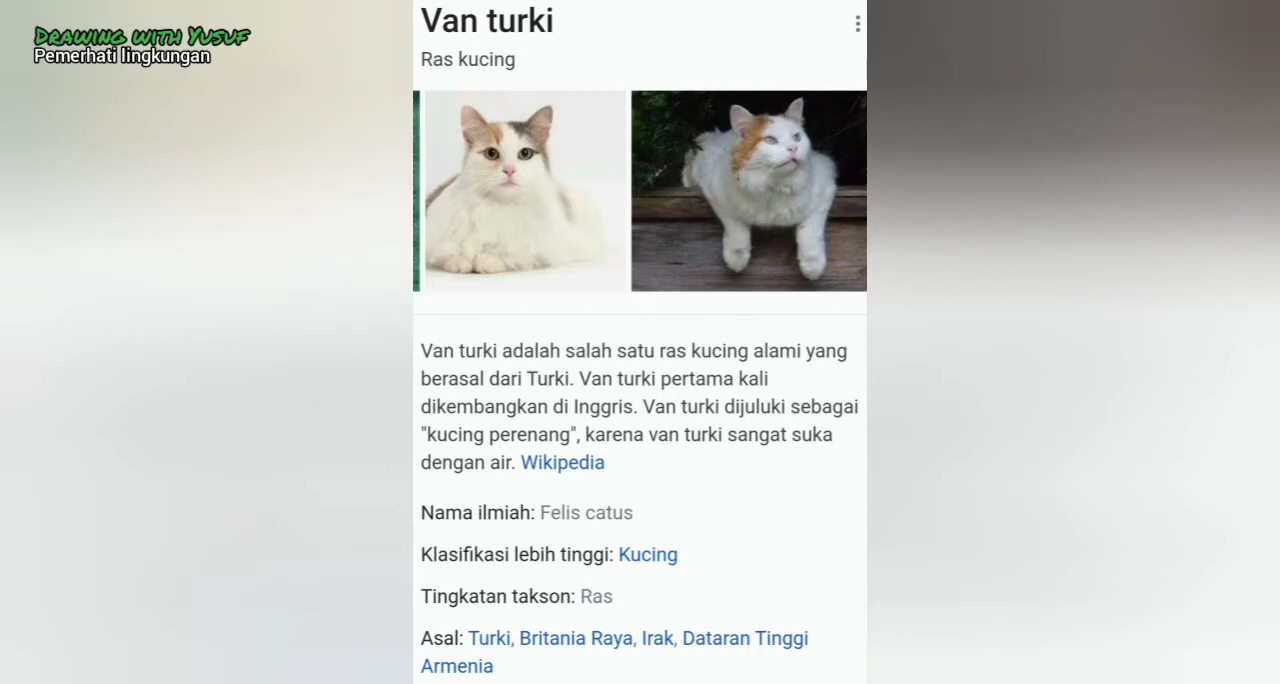 Drawing with Yusuf
Pemerhati lingkungan
Van turki
Ras kucing
Van turki adalah salah satu ras kucing alami yang
berasal dari Turki. Van turki pertama kali
dikembangkan di Inggris. Van turki dijuluki sebagai
"kucing perenang", karena van turki sangat suka
dengan air. Wikipedia
Nama ilmiah: Felis catus
Klasifikasi lebih tinggi: Kucing
Tingkatan takson: Ras
Asal: Turki, Britania Raya, Irak, Dataran Tinggi
Armenia